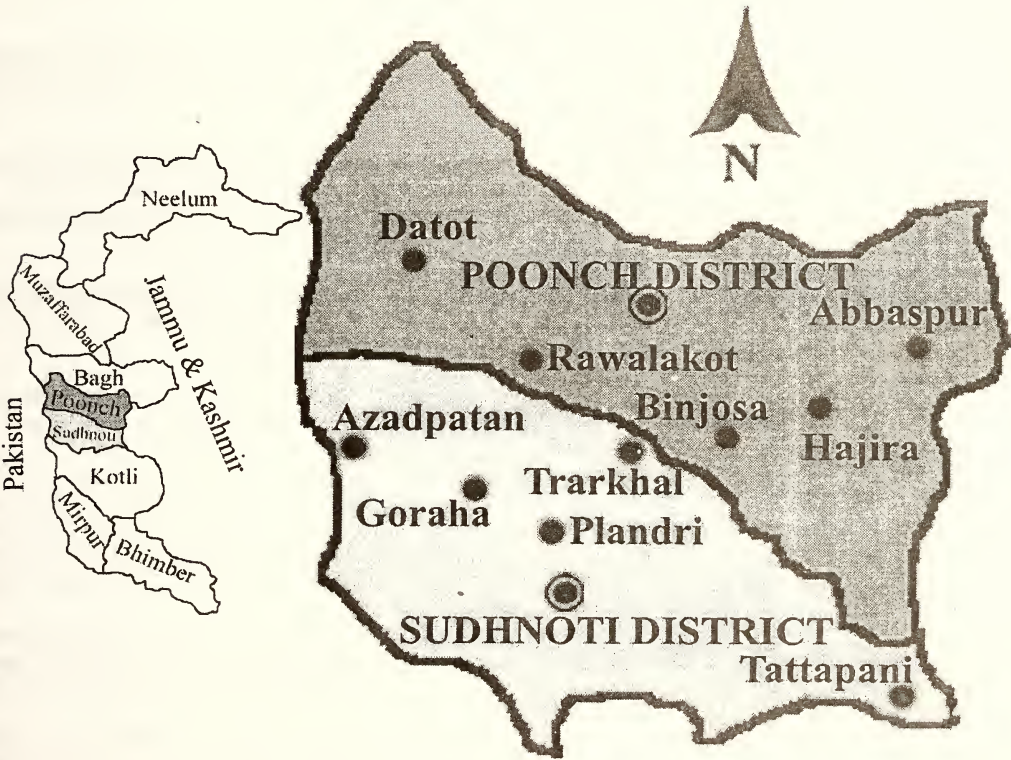 N
Neelum
Muzaffarabad
Jammu & Kashmir
Bagh
Poonch
Sudhnoti
Pakistan
Kotli
Mirpur
Bhimber
Datot
POONCH DISTRICT
Abbaspur
Rawalakot
Binjosa
Hajira
Azadpatan
Trarkhal
Goraha
Plandri
SUDHNOTI DISTRICT
Tattapani